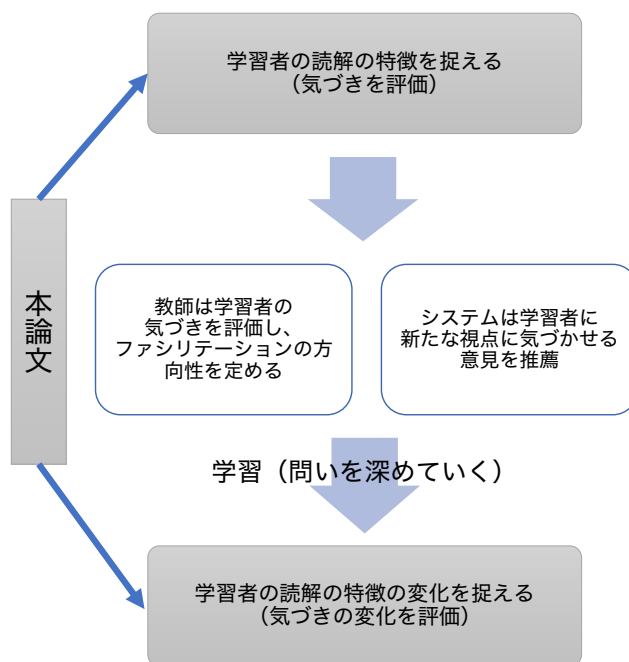 学習者の読解の特徴を捉える
（気づきを評価）
本論文
教師は学習者の
気づきを評価し、
ファシリテーションの方
向性を定める
システムは学習者に
新たな視点に気づかせる
意見を推薦
学習（問いを深めていく）
学習者の読解の特徴の変化を捉える
（気づきの変化を評価）